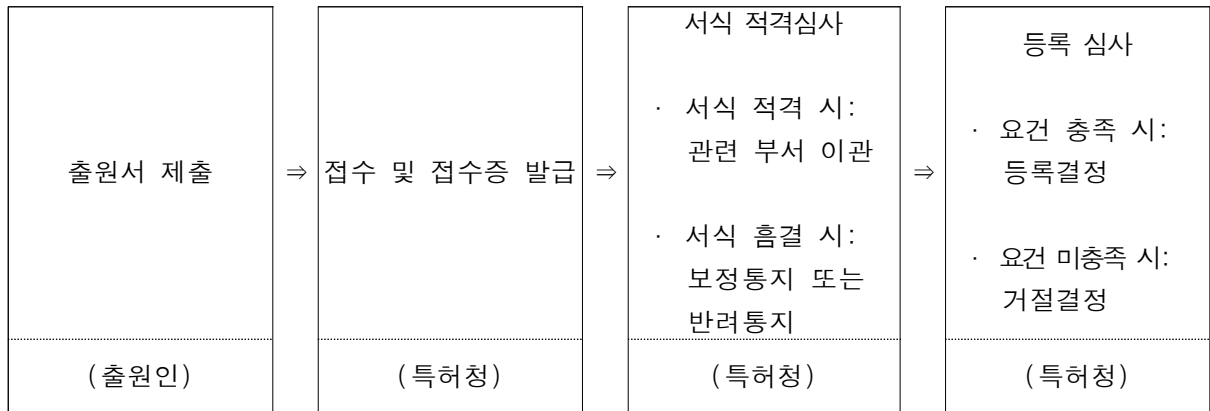 출원서 제출
(출원인)
⇒
접수 및 접수증 발급
(특허청)
⇒
서식 적격심사
· 서식 적격 시:
관련 부서 이관
· 서식 흠결 시:
보정통지 또는
반려통지
(특허청)
⇒
등록 심사
· 요건 충족 시:
등록결정
· 요건 미충족 시:
거절결정
(특허청)